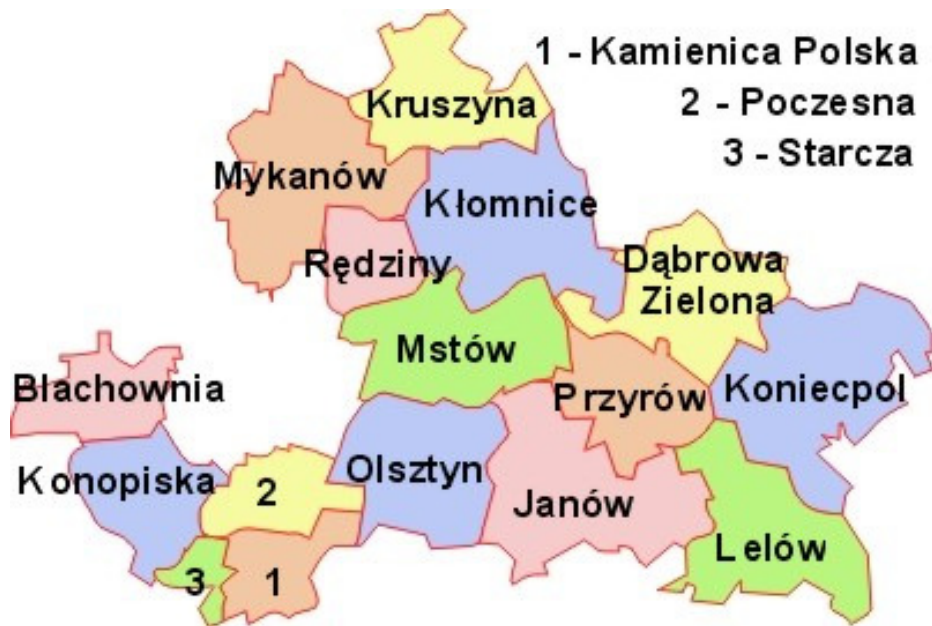 1 - Kamienica Polska
2 - Poczesna
3 - Starcza
Kruszyna
Mykanów
Kłomnice
Rędziny
Dąbrowa
Zielona
Mstów
Blachownia
Przyrów
Koniecpol
Konopiska
2
Olsztyn
Janów
3
1
Lelów